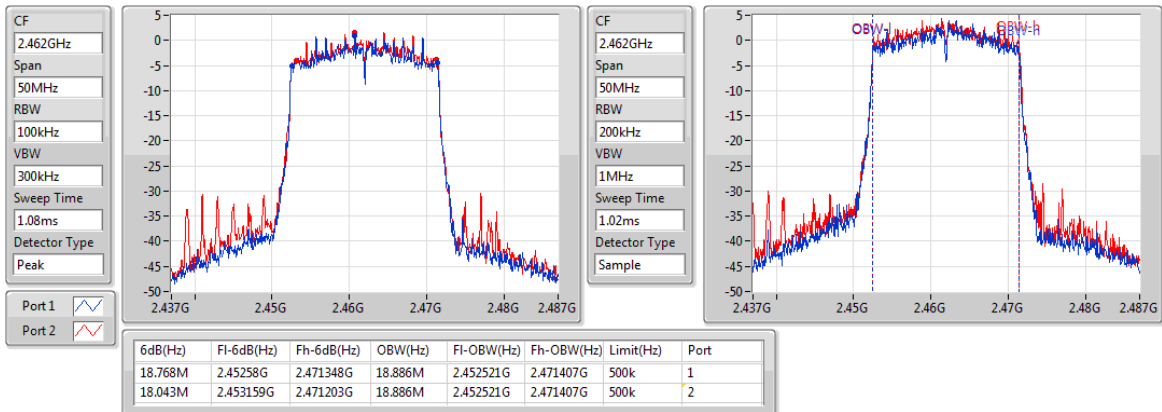 CF
2.462GHz
Span
50MHz
RBW
100kHz
VBW
300kHz
Sweep Time
1.08ms
Detector Type
Peak
Port 1
Port 2
5
0
-5
-10
-15
-20
-25
-30
-35
-40
-45
-50
2.437G 2.45G 2.46G 2.47G 2.48G 2.487G
CF
2.462GHz
Span
50MHz
RBW
200kHz
VBW
1MHz
Sweep Time
1.02ms
Detector Type
Sample
5
0
-5
-10
-15
-20
-25
-30
-35
-40
-45
-50
OBW-l OBW-h
2.437G 2.45G 2.46G 2.47G 2.48G 2.487G
6dB(Hz) Fl-6dB(Hz) Fh-6dB(Hz) OBW(Hz) Fl-OBW(Hz) Fh-OBW(Hz) Limit(Hz) Port
18.768M 2.45258G 2.471348G 18.886M 2.452521G 2.471407G 500k 1
18.043M 2.453159G 2.471203G 18.886M 2.452521G 2.471407G 500k 2